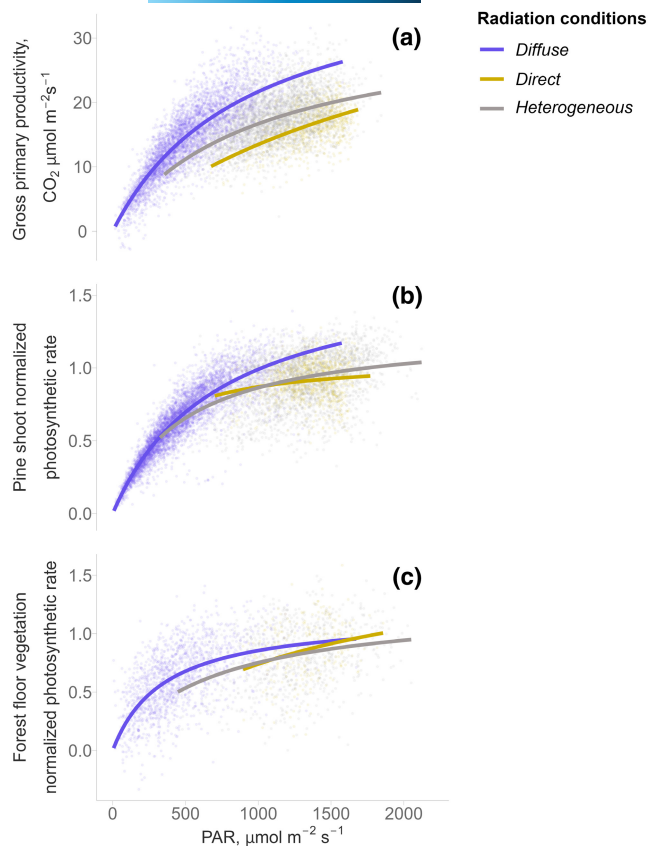 Radiation conditions
Diffuse
Direct
Heterogeneous
(a)
Gross primary productivity,
CO₂ μmol m⁻²s⁻¹
30
20
10
0
(b)
Pine shoot normalized
photosynthetic rate
1.5
1.0
0.5
0.0
(c)
Forest floor vegetation
normalized photosynthetic rate
1.5
1.0
0.5
0.0
0 500 1000 1500 2000
PAR, μmol m⁻² s⁻¹